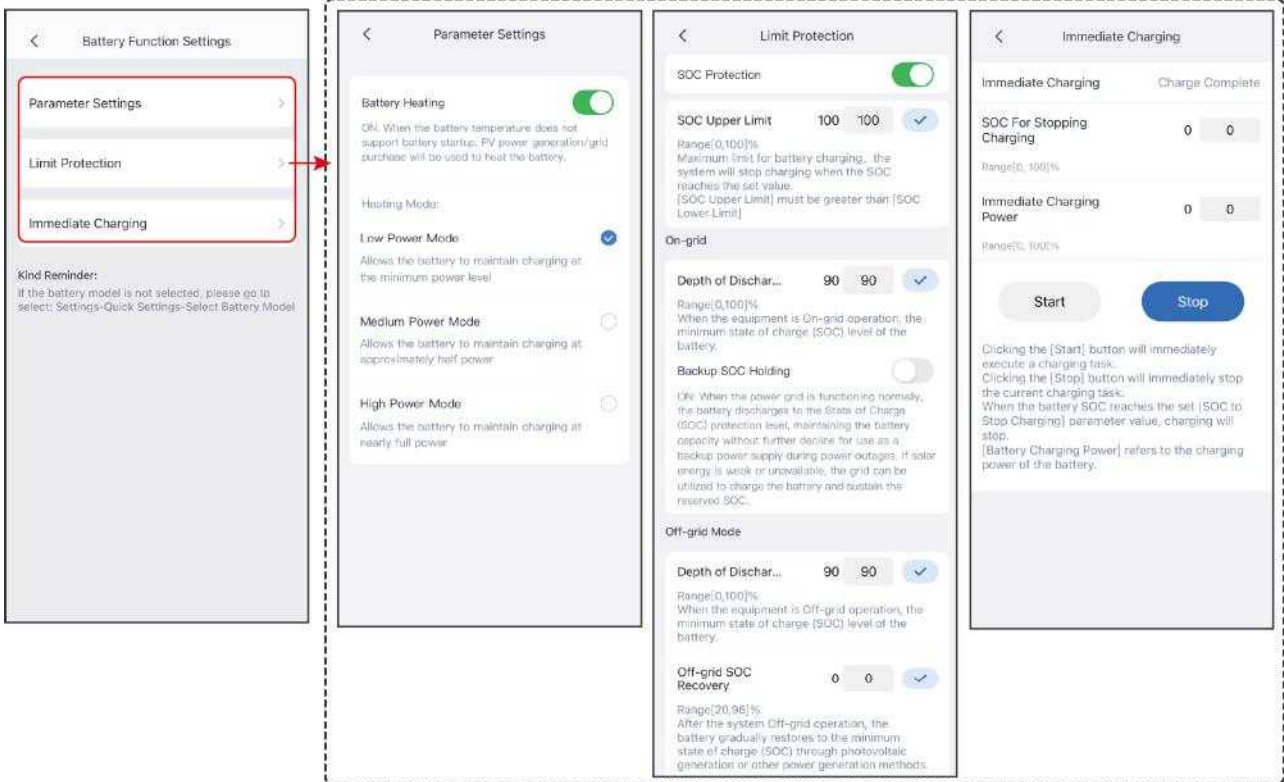 Battery Function Settings
Parameter Settings
Limit Protection
Immediate Charging
Kind Reminder:
If the battery model is not selected, please go to
select: Settings-Quick Settings-Select Battery Model
Parameter Settings
Battery Heating
ON: When the battery temperature does not
support battery startup, PV power generation/grid
purchase will be used to heat the battery.
Heating Mode:
Low Power Mode
Allows the battery to maintain charging at
the minimum power level
Medium Power Mode
Allows the battery to maintain charging at
approximately half power
High Power Mode
Allows the battery to maintain charging at
nearly full power
Limit Protection
SOC Protection
SOC Upper Limit 100 100
Range[0,100]%
Maximum limit for battery charging, the
system will stop charging when the SOC
reaches the set value.
[SOC Upper Limit] must be greater than [SOC
Lower Limit]
On-grid
Depth of Dischar... 90 90
Range[0,100]%
When the equipment is On-grid operation, the
minimum state of charge (SOC) level of the
battery.
Backup SOC Holding
ON: When the power grid is functioning normally,
the battery discharges to the State of Charge
(SOC) protection level, maintaining the battery
capacity without further decline for use as a
backup power supply during power outages. If solar
energy is weak or unavailable, the grid can be
utilized to charge the battery and sustain the
reserved SOC.
Off-grid Mode
Depth of Dischar... 90 90
Range[0,100]%
When the equipment is Off-grid operation, the
minimum state of charge (SOC) level of the
battery.
Off-grid SOC
Recovery 0 0
Range[20,96]%
After the system Off-grid operation, the
battery gradually restores to the minimum
state of charge (SOC) through photovoltaic
generation or other power generation methods.
Immediate Charging
Immediate Charging Charge Complete
SOC For Stopping
Charging 0 0
Range[0, 100]%
Immediate Charging
Power 0 0
Range[0, 100]%
Start Stop
Clicking the [Start] button will immediately
execute a charging task.
Clicking the [Stop] button will immediately stop
the current charging task.
When the battery SOC reaches the set [SOC to
Stop Charging] parameter value, charging will
stop.
[Battery Charging Power] refers to the charging
power of the battery.